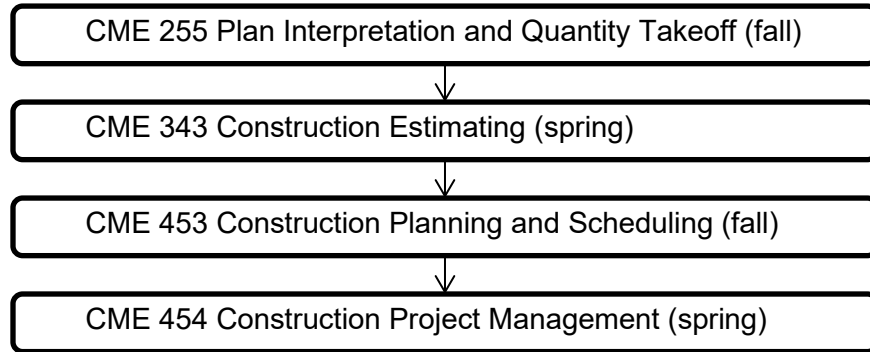 CME 255 Plan Interpretation and Quantity Takeoff (fall)
CME 343 Construction Estimating (spring)
CME 453 Construction Planning and Scheduling (fall)
CME 454 Construction Project Management (spring)